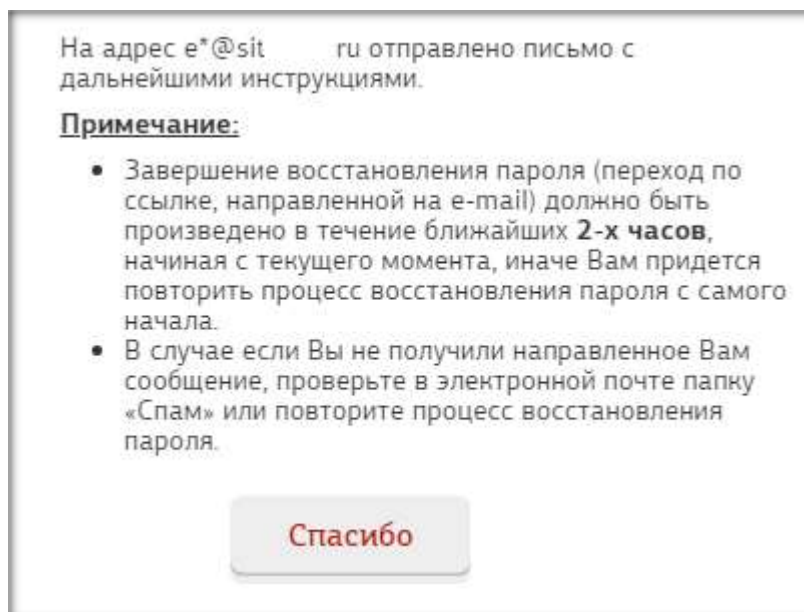 На адрес e*@sit ru отправлено письмо с
дальнейшими инструкциями.
Примечание:
• Завершение восстановления пароля (переход по
ссылке, направленной на e-mail) должно быть
произведено в течение ближайших 2-х часов,
начиная с текущего момента, иначе Вам придется
повторить процесс восстановления пароля с самого
начала.
• В случае если Вы не получили направленное Вам
сообщение, проверьте в электронной почте папку
«Спам» или повторите процесс восстановления
пароля.
Спасибо